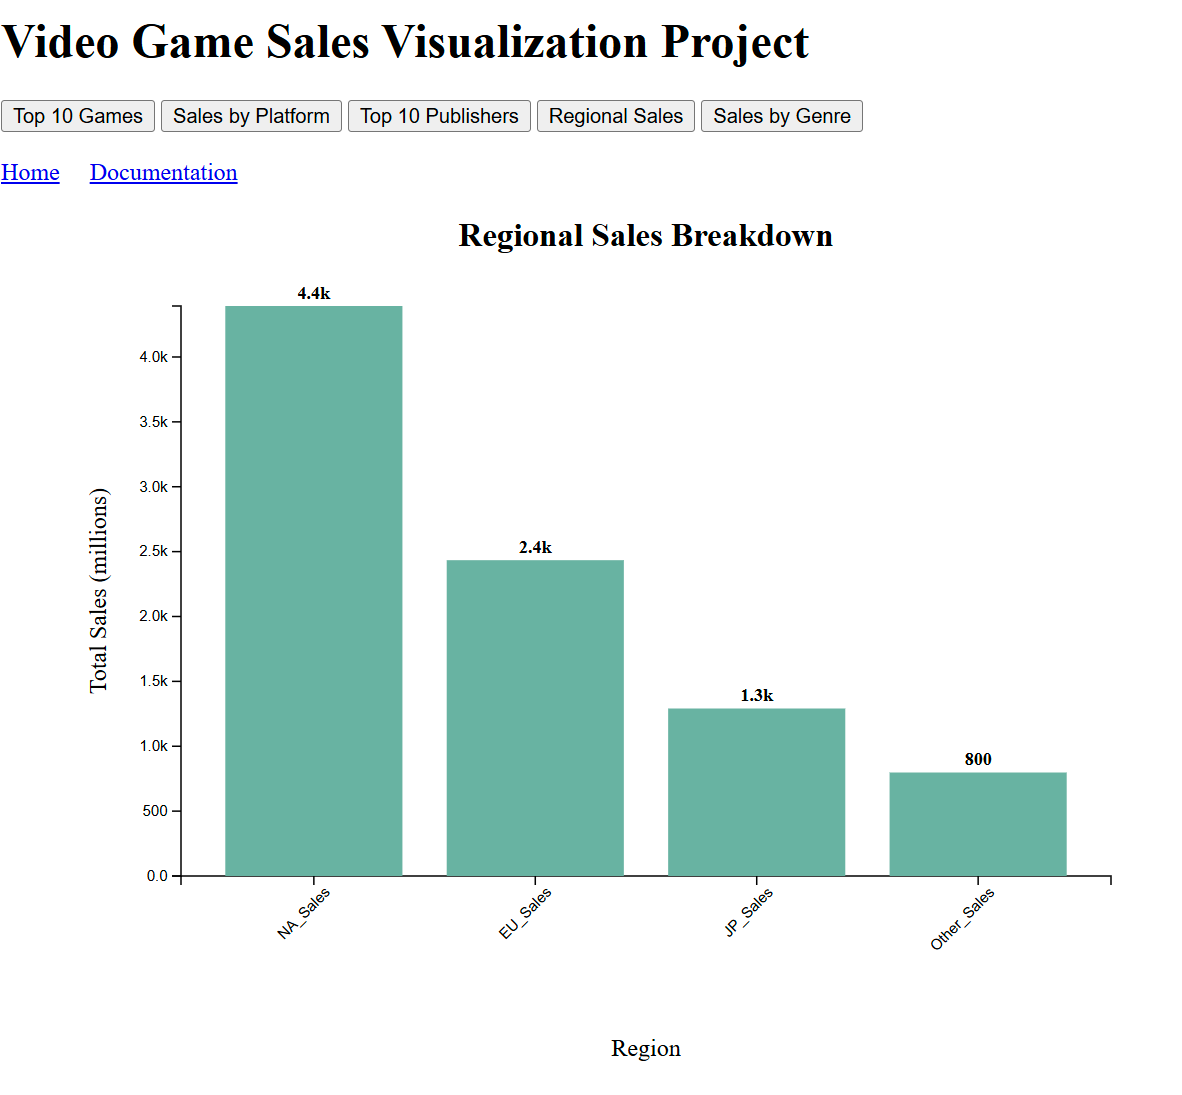 Video Game Sales Visualization Project
Top 10 Games Sales by Platform Top 10 Publishers Regional Sales Sales by Genre
Home Documentation
Regional Sales Breakdown
4.4k
4.0k
3.5k
3.0k
2.5k
2.4k
2.0k
1.5k
1.3k
1.0k
800
500
0.0
Total Sales (millions)
NA_Sales EU_Sales JP_Sales Other_Sales
Region